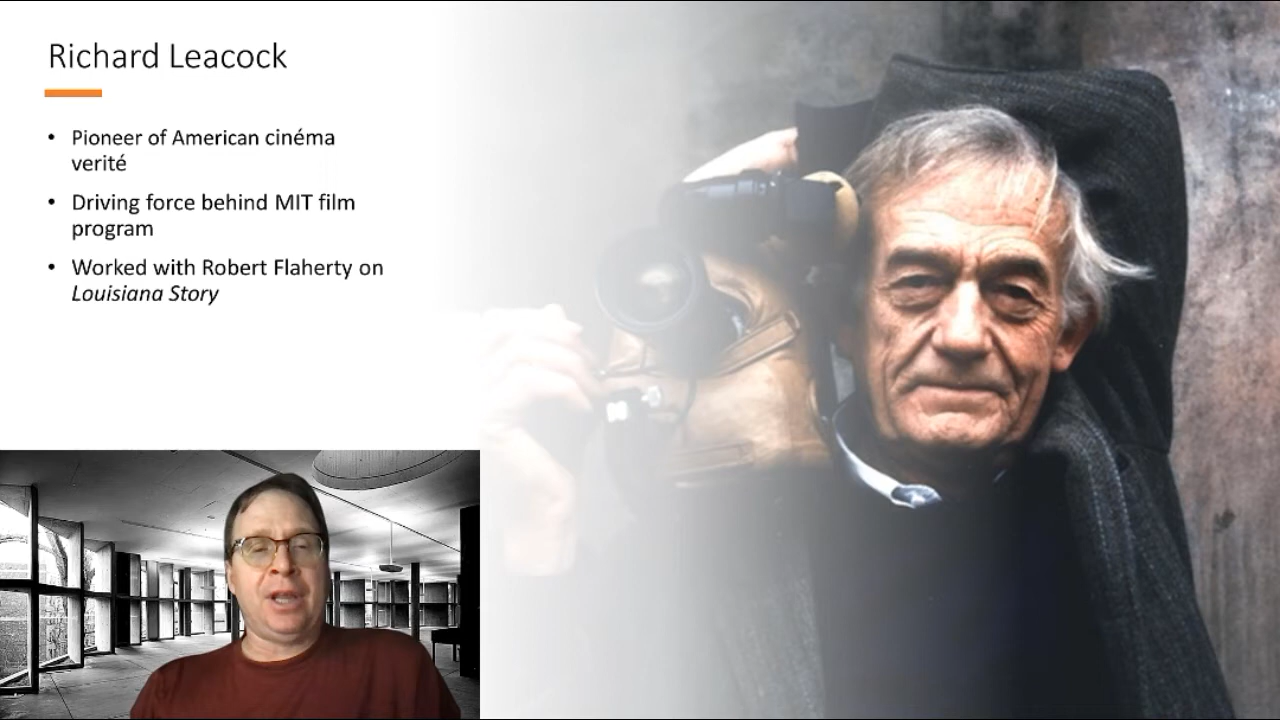 Richard Leacock
• Pioneer of American cinéma
verité
• Driving force behind MIT film
program
• Worked with Robert Flaherty on
Louisiana Story